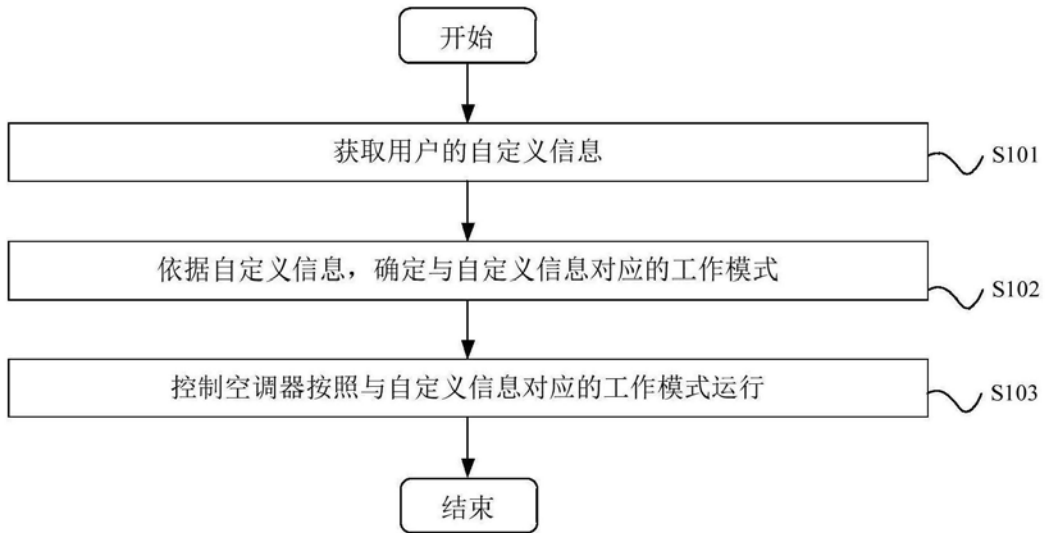 开始
获取用户的自定义信息
S101
依据自定义信息，确定与自定义信息对应的工作模式
S102
控制空调器按照与自定义信息对应的工作模式运行
S103
结束